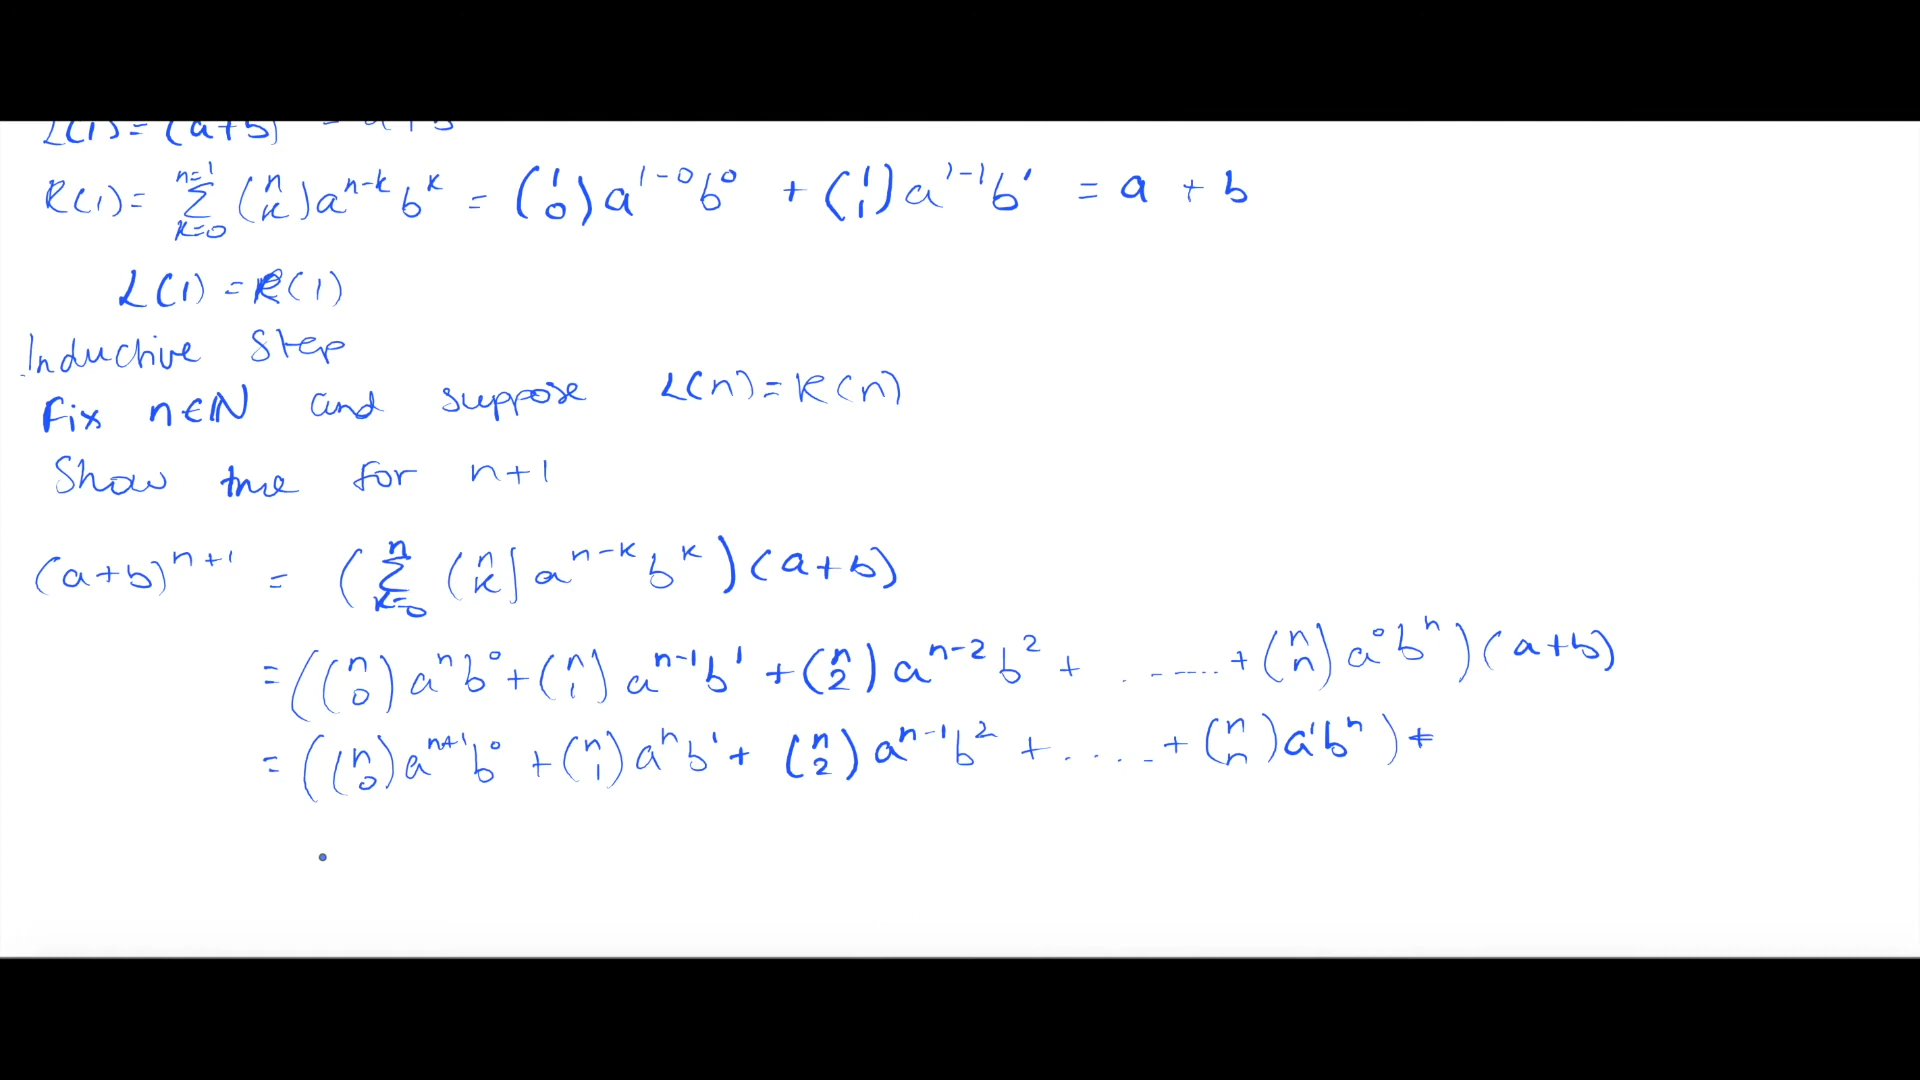 L(1) = (a+b) = a+b
R(1) = Σ_{k=0}^{n=1} (n k) a^{n-k} b^k = (1 0) a^{1-0} b^0 + (1 1) a^{1-1} b^1 = a + b
L(1) = R(1)
Inductive Step
Fix n∈ℕ and suppose L(n) = R(n)
Show true for n+1
(a+b)^{n+1} = (Σ_{k=0}^{n} (n k) a^{n-k} b^k)(a+b)
= ((n 0) a^n b^0 + (n 1) a^{n-1} b^1 + (n 2) a^{n-2} b^2 + ....... + (n n) a^0 b^n)(a+b)
= ((n 0) a^{n+1} b^0 + (n 1) a^n b^1 + (n 2) a^{n-1} b^2 + ..... + (n n) a^1 b^n) +